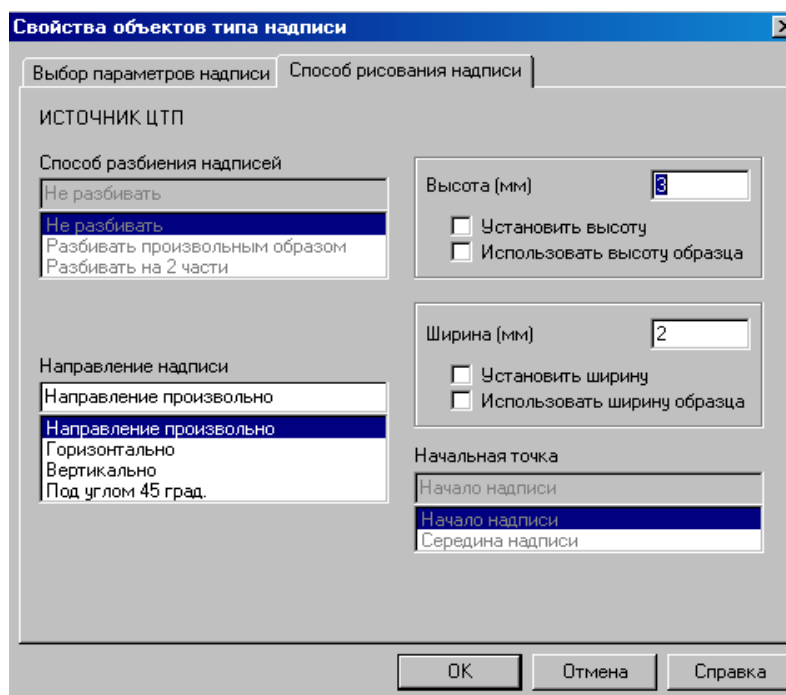 Свойства объектов типа надписи
Выбор параметров надписи
Способ рисования надписи
ИСТОЧНИК ЦТП
Способ разбиения надписей
Не разбивать
Не разбивать
Разбивать произвольным образом
Разбивать на 2 части
Высота (мм) 3
Установить высоту
Использовать высоту образца
Ширина (мм) 2
Установить ширину
Использовать ширину образца
Направление надписи
Направление произвольно
Направление произвольно
Горизонтально
Вертикально
Под углом 45 град.
Начальная точка
Начало надписи
Начало надписи
Середина надписи
OK
Отмена
Справка